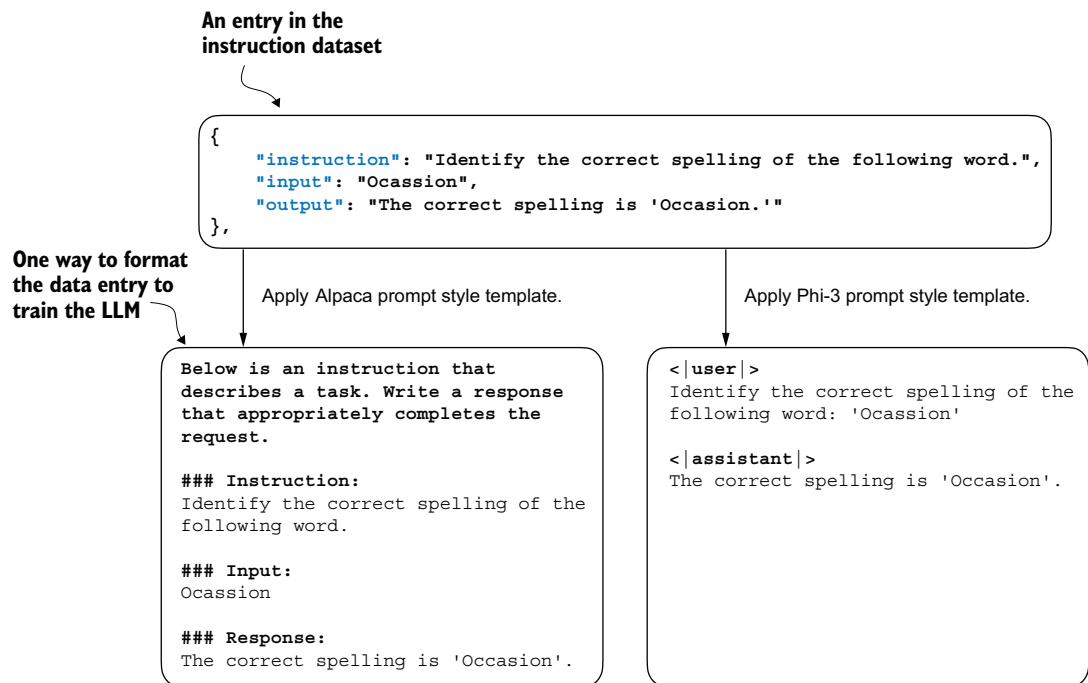 An entry in the
instruction dataset
{
    "instruction": "Identify the correct spelling of the following word.",
    "input": "Ocassion",
    "output": "The correct spelling is 'Occasion.'"
},
One way to format
the data entry to
train the LLM
Apply Alpaca prompt style template.
Apply Phi-3 prompt style template.
Below is an instruction that
describes a task. Write a response
that appropriately completes the
request.
### Instruction:
Identify the correct spelling of the
following word.
### Input:
Ocassion
### Response:
The correct spelling is 'Occasion'.
<|user|>
Identify the correct spelling of the
following word: 'Ocassion'
<|assistant|>
The correct spelling is 'Occasion'.